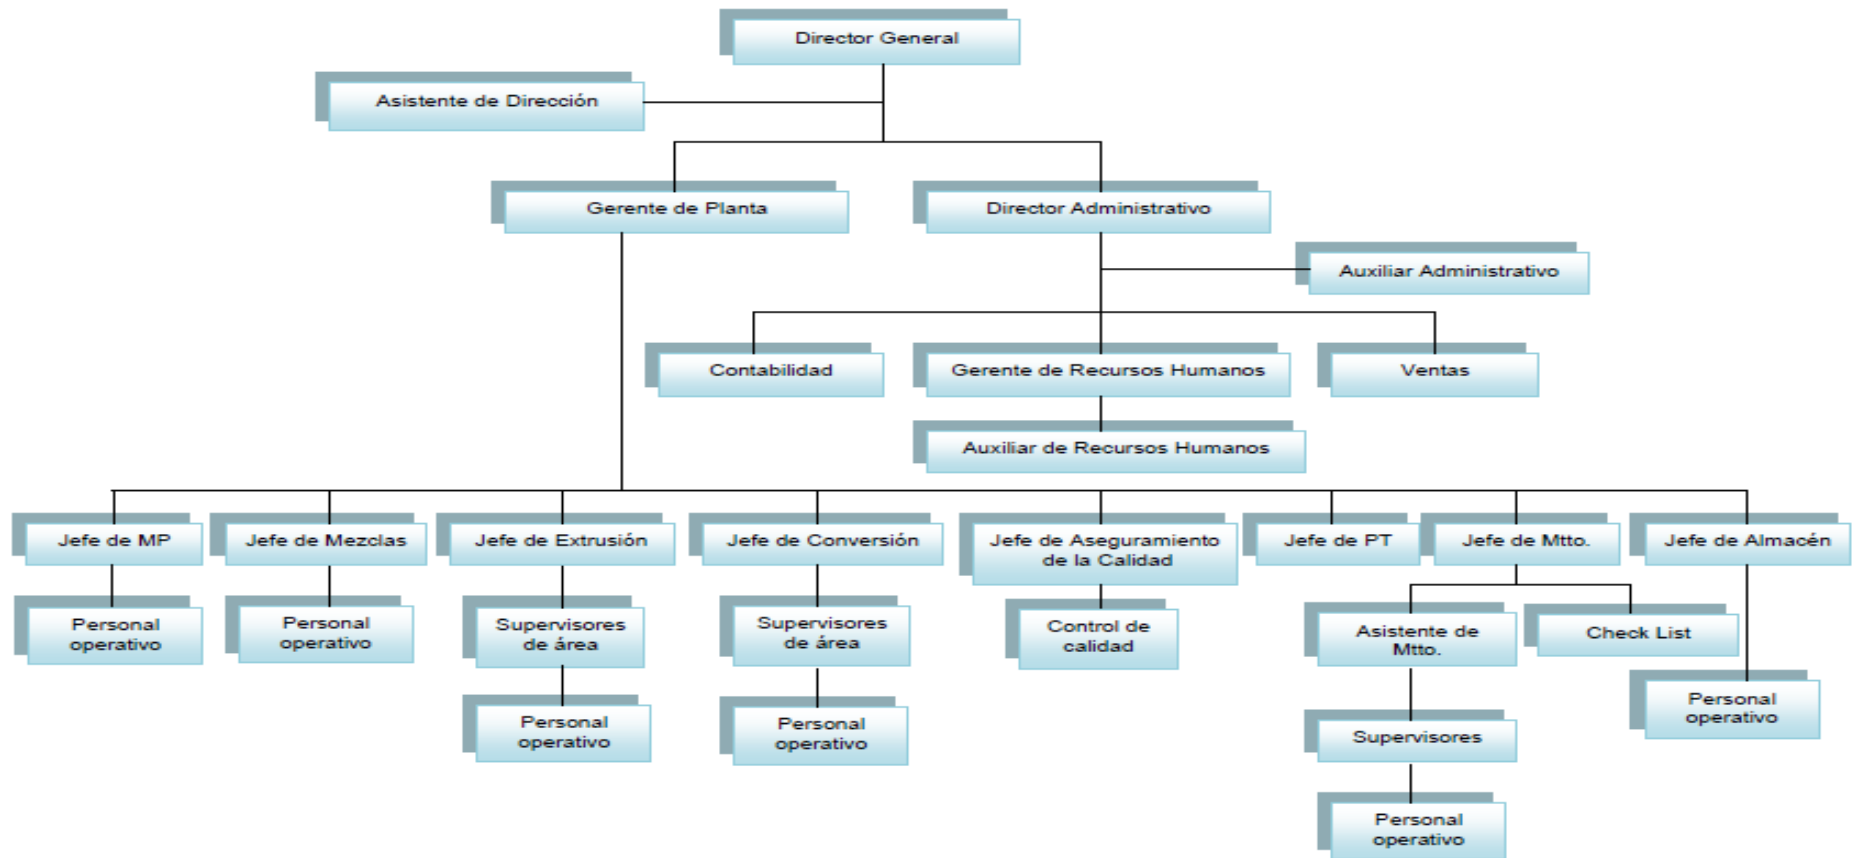 Director General
Asistente de Dirección
Gerente de Planta
Director Administrativo
Auxiliar Administrativo
Contabilidad
Gerente de Recursos Humanos
Ventas
Auxiliar de Recursos Humanos
Jefe de MP
Jefe de Mezclas
Jefe de Extrusión
Jefe de Conversión
Jefe de Aseguramiento
de la Calidad
Jefe de PT
Jefe de Mtto.
Jefe de Almacén
Personal
operativo
Personal
operativo
Supervisores
de área
Supervisores
de área
Control de
calidad
Asistente de
Mtto.
Check List
Personal
operativo
Personal
operativo
Personal
operativo
Supervisores
Personal
operativo